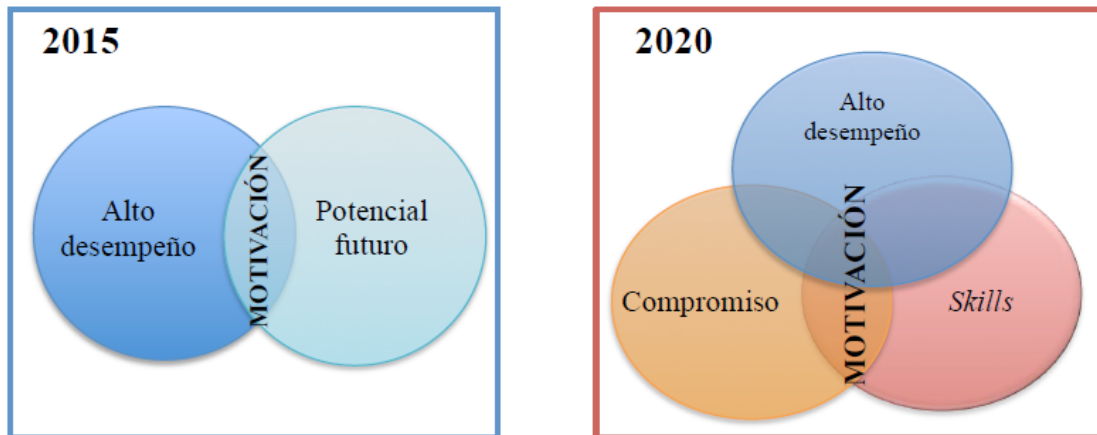 2015
Alto
desempeño
MOTIVACIÓN
Potencial
futuro
2020
Alto
desempeño
Compromiso
MOTIVACIÓN
Skills